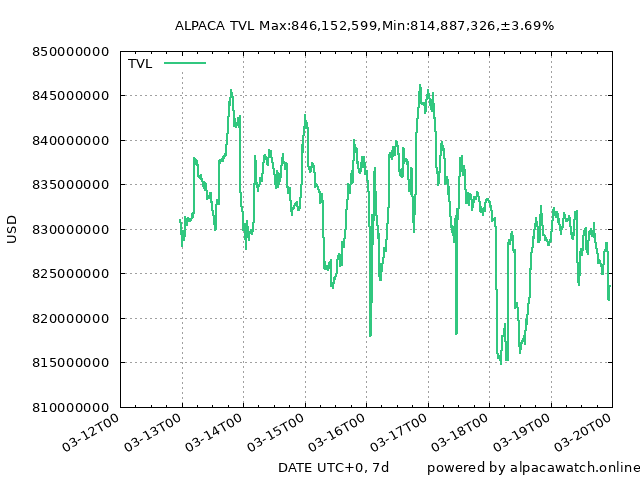 ALPACA TVL Max:846,152,599,Min:814,887,326,±3.69%
TVL
850000000
845000000
840000000
835000000
830000000
825000000
820000000
815000000
810000000
USD
03-12T00
03-13T00
03-14T00
03-15T00
03-16T00
03-17T00
03-18T00
03-19T00
03-20T00
DATE UTC+0, 7d
powered by alpacawatch.online